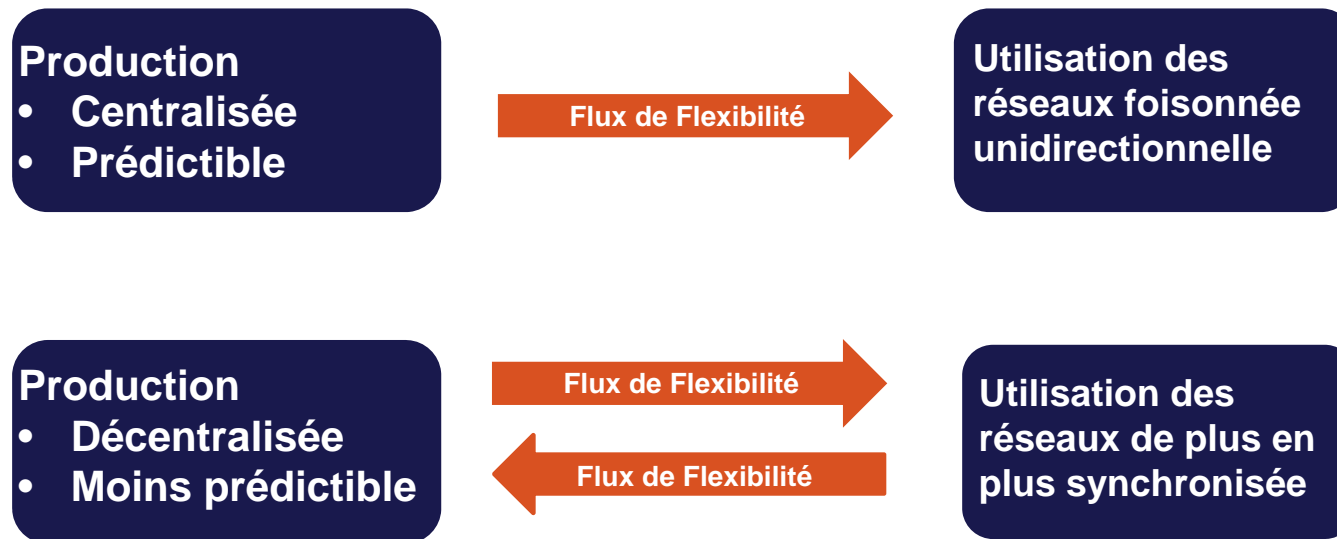 Production
• Centralisée
• Prédictible
Flux de Flexibilité
Utilisation des
réseaux foisonnée
unidirectionnelle
Production
• Décentralisée
• Moins prédictible
Flux de Flexibilité
Flux de Flexibilité
Utilisation des
réseaux de plus en
plus synchronisée